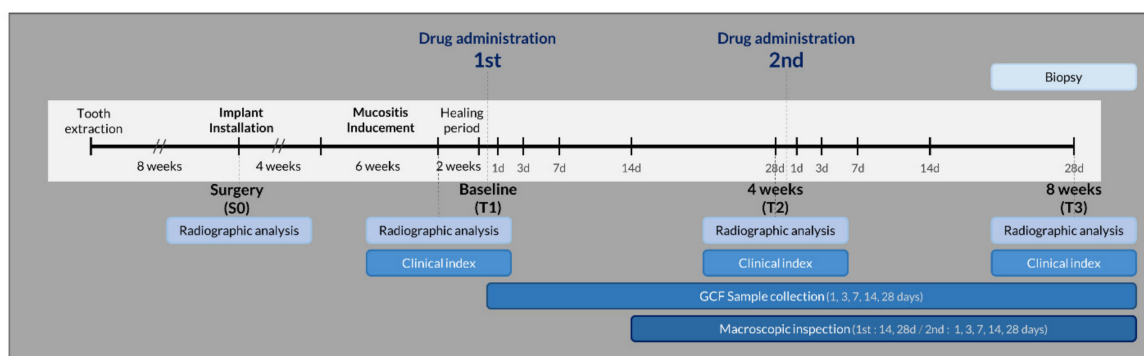 Drug administration
1st
Drug administration
2nd
Biopsy
Tooth
extraction
Implant
Installation
Mucositis
Inducement
Healing
period
8 weeks
4 weeks
6 weeks
2 weeks
1d
3d
7d
14d
28d
1d
3d
7d
14d
28d
Surgery
(S0)
Baseline
(T1)
4 weeks
(T2)
8 weeks
(T3)
Radiographic analysis
Radiographic analysis
Radiographic analysis
Radiographic analysis
Clinical index
Clinical index
Clinical index
GCF Sample collection (1, 3, 7, 14, 28 days)
Macroscopic inspection (1st : 14, 28d / 2nd : 1, 3, 7, 14, 28 days)